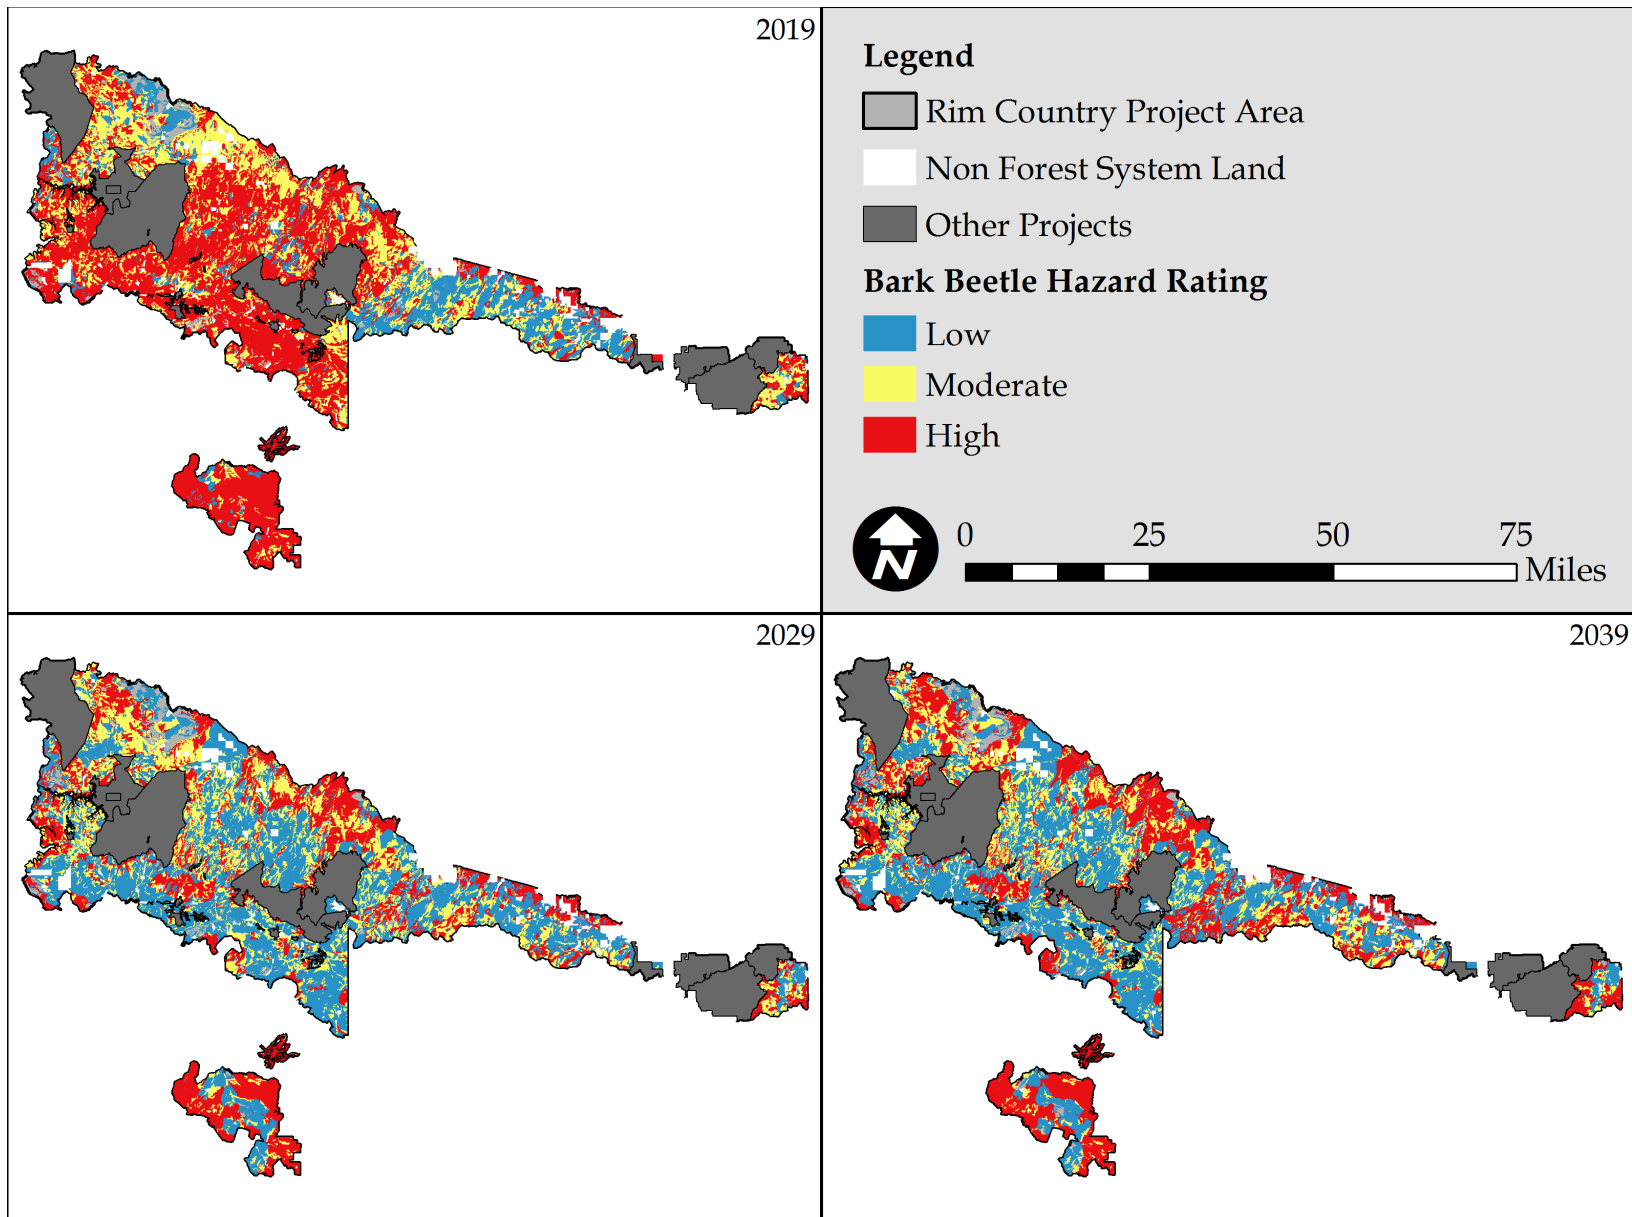 2019
Legend
Rim Country Project Area
Non Forest System Land
Other Projects
Bark Beetle Hazard Rating
Low
Moderate
High
N
0 25 50 75
Miles
2029
2039